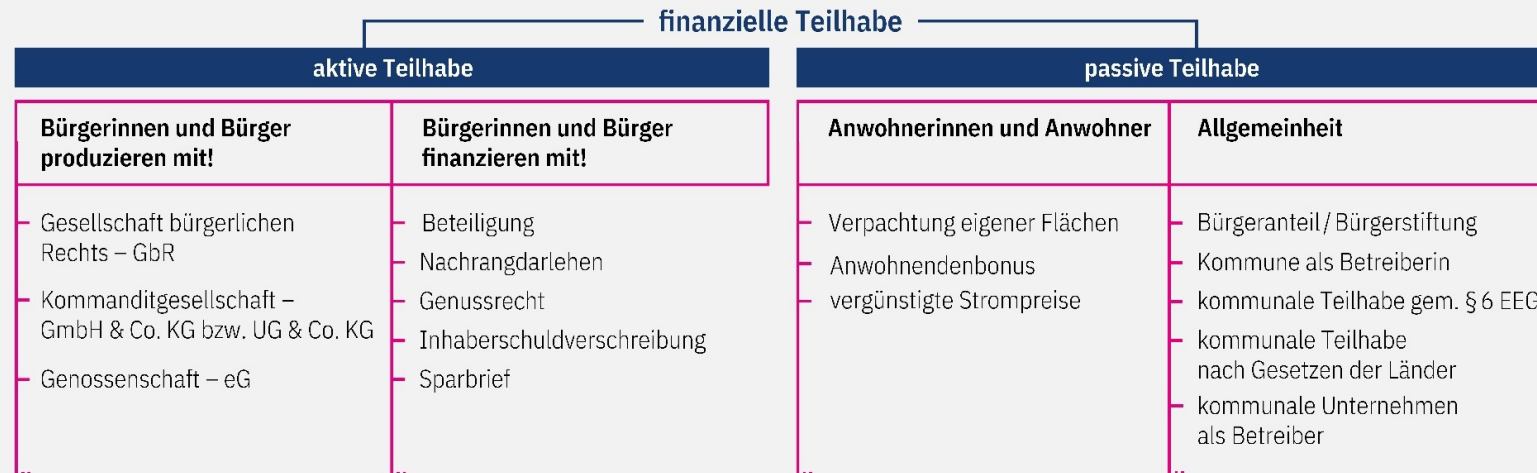 finanzielle Teilhabe
aktive Teilhabe
Bürgerinnen und Bürger
produzieren mit!
Gesellschaft bürgerlichen
Rechts – GbR
Kommanditgesellschaft –
GmbH & Co. KG bzw. UG & Co. KG
Genossenschaft – eG
Bürgerinnen und Bürger
finanzieren mit!
Beteiligung
Nachrangdarlehen
Genussrecht
Inhaberschuldverschreibung
Sparbrief
passive Teilhabe
Anwohnerinnen und Anwohner
Verpachtung eigener Flächen
Anwohnendenbonus
vergünstigte Strompreise
Allgemeinheit
Bürgeranteil / Bürgerstiftung
Kommune als Betreiberin
kommunale Teilhabe gem. § 6 EEG
kommunale Teilhabe
nach Gesetzen der Länder
kommunale Unternehmen
als Betreiber